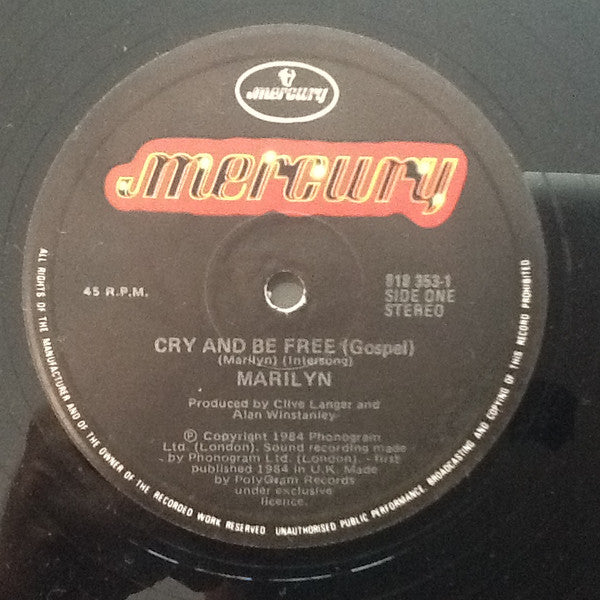 mercury
mercury
45 R.P.M.
818 353-1
SIDE ONE
STEREO
CRY AND BE FREE (Gospel)
(Marilyn) (Intersong)
MARILYN
Produced by Clive Langer and
Alan Winstanley
℗ Copyright 1984 Phonogram
Ltd. (London). Sound recording made
by Phonogram Ltd. (London). - first
published 1984 in U.K. Made
by PolyGram Records
under exclusive
licence.
ALL RIGHTS OF THE MANUFACTURER AND OF THE OWNER OF THE RECORDED WORK RESERVED UNAUTHORISED PUBLIC PERFORMANCE, BROADCASTING AND COPYING OF THIS RECORD PROHIBITED